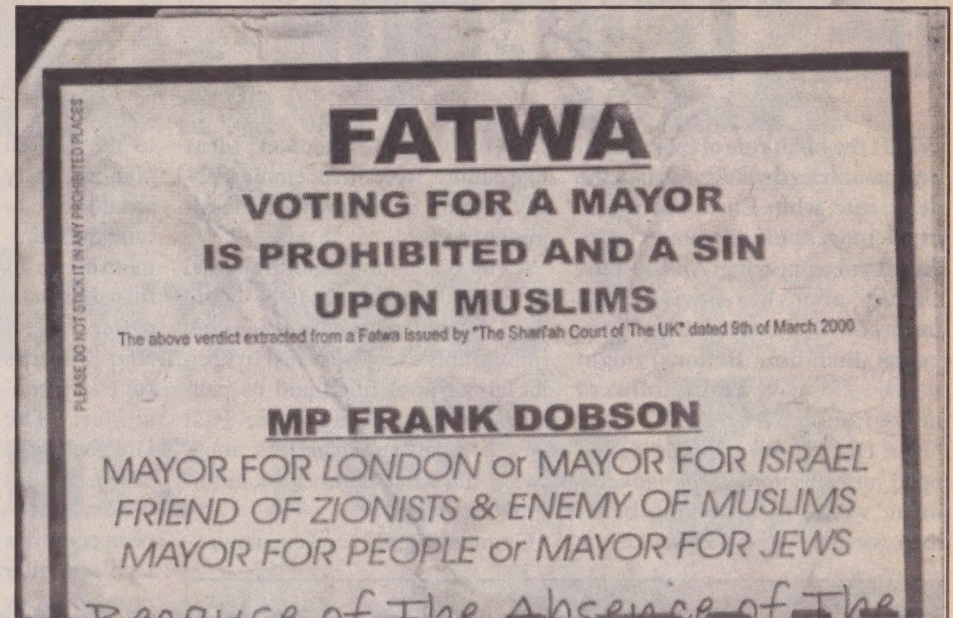 PLEASE DO NOT STICK IT IN ANY PROHIBITED PLACES
FATWA
VOTING FOR A MAYOR
IS PROHIBITED AND A SIN
UPON MUSLIMS
The above verdict extracted from a Fatwa issued by "The Shari'ah Court of The UK" dated 9th of March 2000
MP FRANK DOBSON
MAYOR FOR LONDON or MAYOR FOR ISRAEL
FRIEND OF ZIONISTS & ENEMY OF MUSLIMS
MAYOR FOR PEOPLE or MAYOR FOR JEWS
Because of The Absence of The